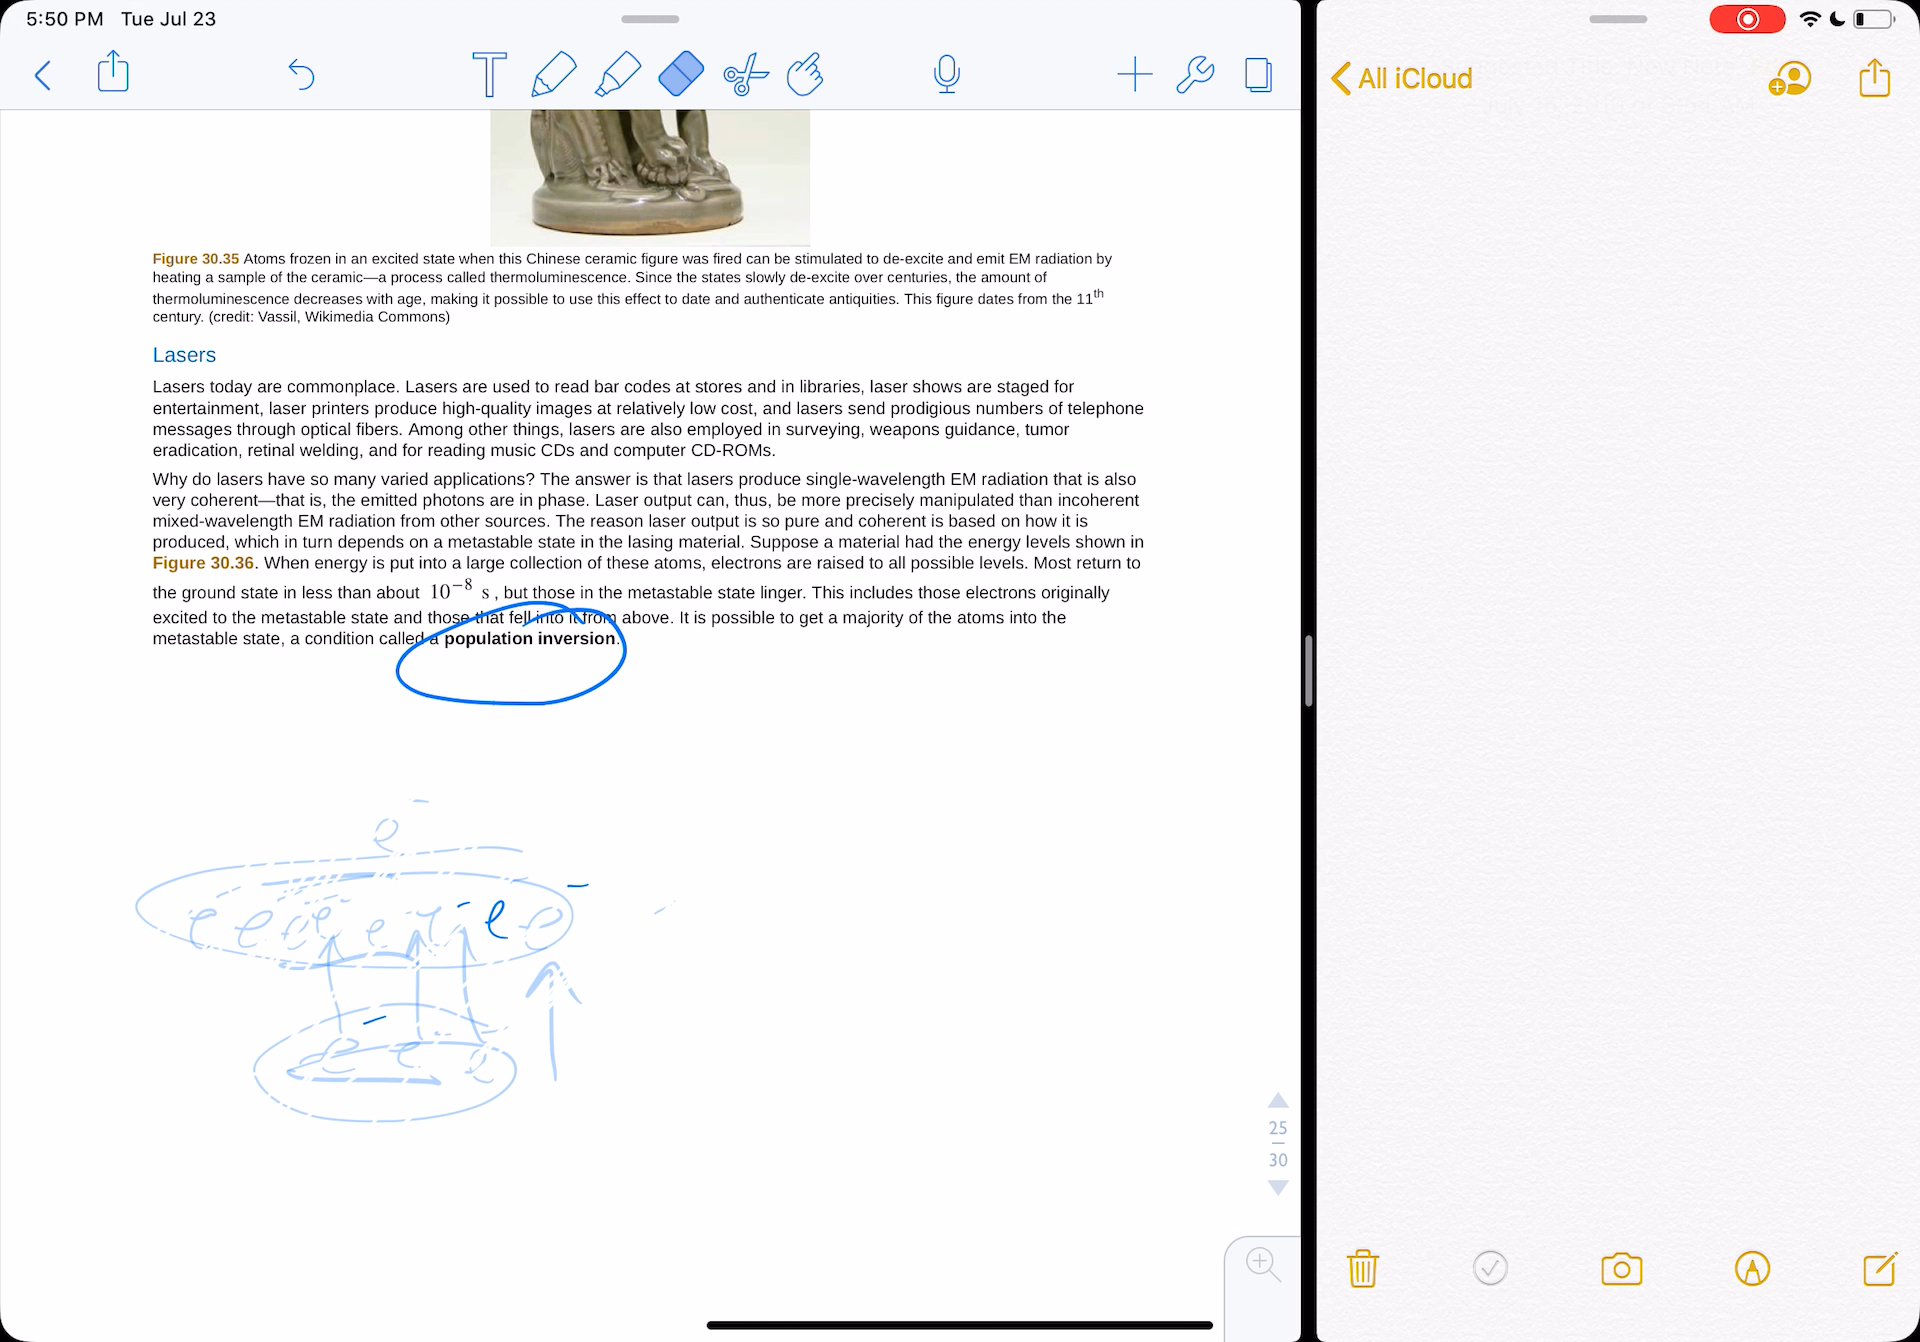 5:50 PM Tue Jul 23
All iCloud
Figure 30.35 Atoms frozen in an excited state when this Chinese ceramic figure was fired can be stimulated to de-excite and emit EM radiation by
heating a sample of the ceramic—a process called thermoluminescence. Since the states slowly de-excite over centuries, the amount of
thermoluminescence decreases with age, making it possible to use this effect to date and authenticate antiquities. This figure dates from the 11th
century. (credit: Vassil, Wikimedia Commons)
Lasers
Lasers today are commonplace. Lasers are used to read bar codes at stores and in libraries, laser shows are staged for
entertainment, laser printers produce high-quality images at relatively low cost, and lasers send prodigious numbers of telephone
messages through optical fibers. Among other things, lasers are also employed in surveying, weapons guidance, tumor
eradication, retinal welding, and for reading music CDs and computer CD-ROMs.
Why do lasers have so many varied applications? The answer is that lasers produce single-wavelength EM radiation that is also
very coherent—that is, the emitted photons are in phase. Laser output can, thus, be more precisely manipulated than incoherent
mixed-wavelength EM radiation from other sources. The reason laser output is so pure and coherent is based on how it is
produced, which in turn depends on a metastable state in the lasing material. Suppose a material had the energy levels shown in
Figure 30.36. When energy is put into a large collection of these atoms, electrons are raised to all possible levels. Most return to
the ground state in less than about 10⁻⁸ s, but those in the metastable state linger. This includes those electrons originally
excited to the metastable state and those that fell into it from above. It is possible to get a majority of the atoms into the
metastable state, a condition called a population inversion.
e⁻
e e e e e e e
e e e
25
30